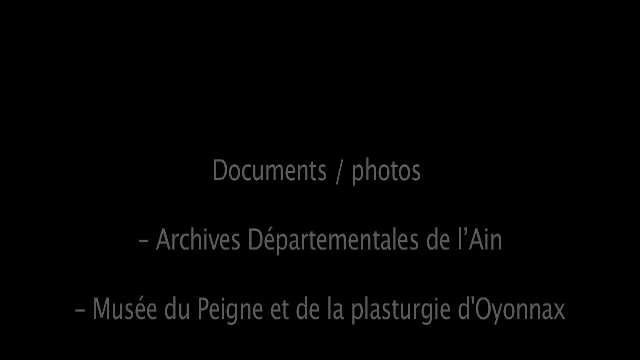 Documents / photos
– Archives Départementales de l’Ain
– Musée du Peigne et de la plasturgie d'Oyonnax